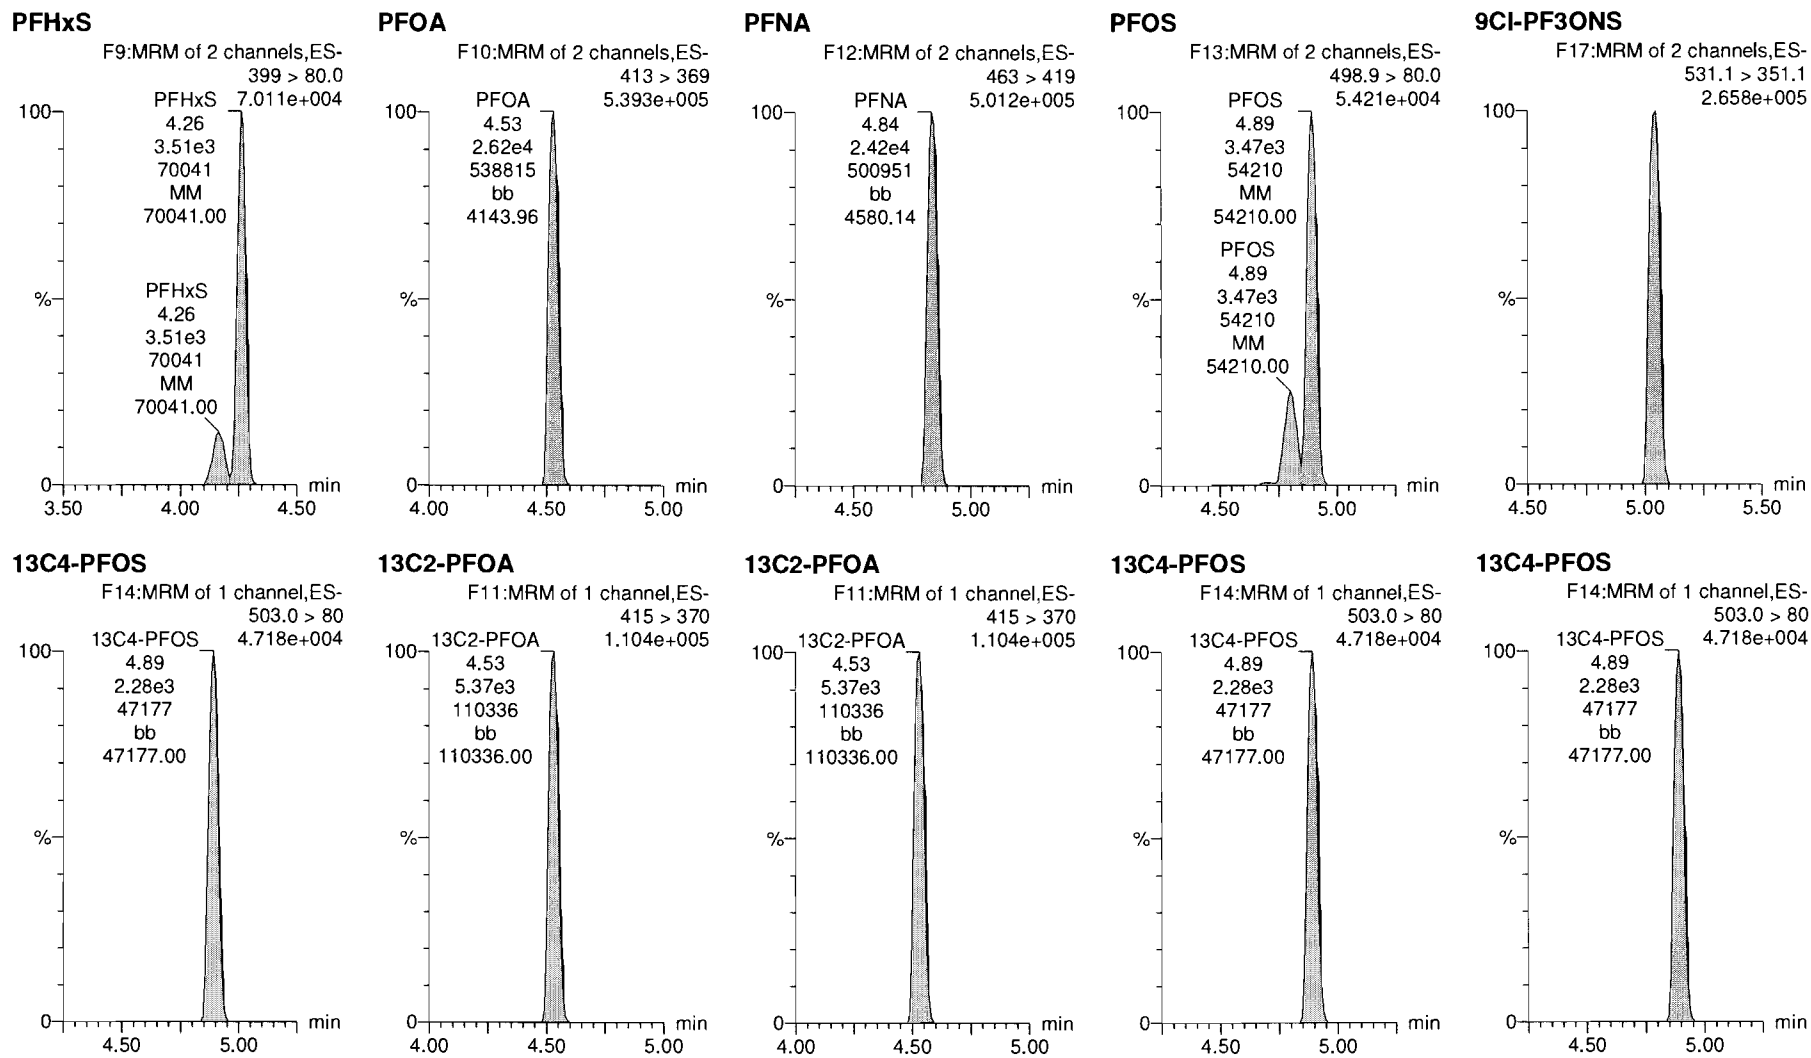 PFHxS
F9:MRM of 2 channels,ES-
399 > 80.0
7.011e+004
PFHxS
4.26
3.51e3
70041
MM
70041.00
PFHxS
4.26
3.51e3
70041
MM
70041.00
100
%
0
min
3.50 4.00 4.50
PFOA
F10:MRM of 2 channels,ES-
413 > 369
5.393e+005
PFOA
4.53
2.62e4
538815
bb
4143.96
100
%
0
min
4.00 4.50 5.00
PFNA
F12:MRM of 2 channels,ES-
463 > 419
5.012e+005
PFNA
4.84
2.42e4
500951
bb
4580.14
100
%
0
min
4.50 5.00
PFOS
F13:MRM of 2 channels,ES-
498.9 > 80.0
5.421e+004
PFOS
4.89
3.47e3
54210
MM
54210.00
PFOS
4.89
3.47e3
54210
MM
54210.00
100
%
0
min
4.50 5.00
9Cl-PF3ONS
F17:MRM of 2 channels,ES-
531.1 > 351.1
2.658e+005
100
%
0
min
4.50 5.00 5.50
13C4-PFOS
F14:MRM of 1 channel,ES-
503.0 > 80
4.718e+004
13C4-PFOS
4.89
2.28e3
47177
bb
47177.00
100
%
0
min
4.50 5.00
13C2-PFOA
F11:MRM of 1 channel,ES-
415 > 370
1.104e+005
13C2-PFOA
4.53
5.37e3
110336
bb
110336.00
100
%
0
min
4.00 4.50 5.00
13C2-PFOA
F11:MRM of 1 channel,ES-
415 > 370
1.104e+005
13C2-PFOA
4.53
5.37e3
110336
bb
110336.00
100
%
0
min
4.00 4.50 5.00
13C4-PFOS
F14:MRM of 1 channel,ES-
503.0 > 80
4.718e+004
13C4-PFOS
4.89
2.28e3
47177
bb
47177.00
100
%
0
min
4.50 5.00
13C4-PFOS
F14:MRM of 1 channel,ES-
503.0 > 80
4.718e+004
13C4-PFOS
4.89
2.28e3
47177
bb
47177.00
100
%
0
min
4.50 5.00